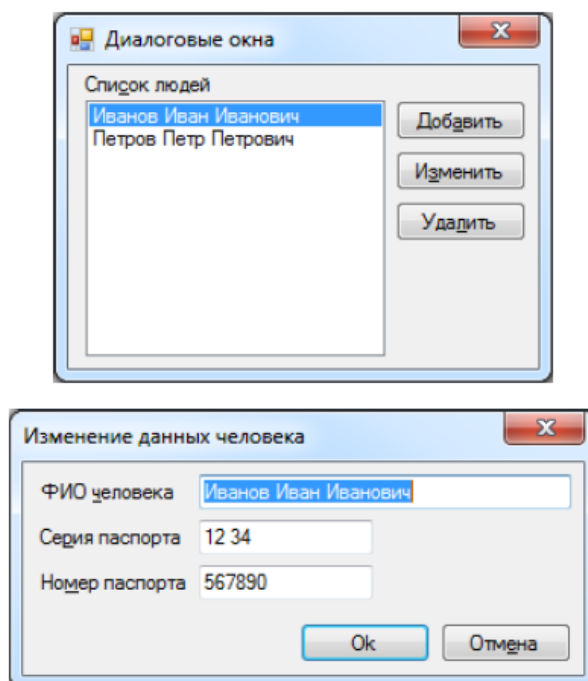 Диалоговые окна
Список людей
Иванов Иван Иванович
Петров Петр Петрович
Добавить
Изменить
Удалить
Изменение данных человека
ФИО человека Иванов Иван Иванович
Серия паспорта 12 34
Номер паспорта 567890
Ok Отмена